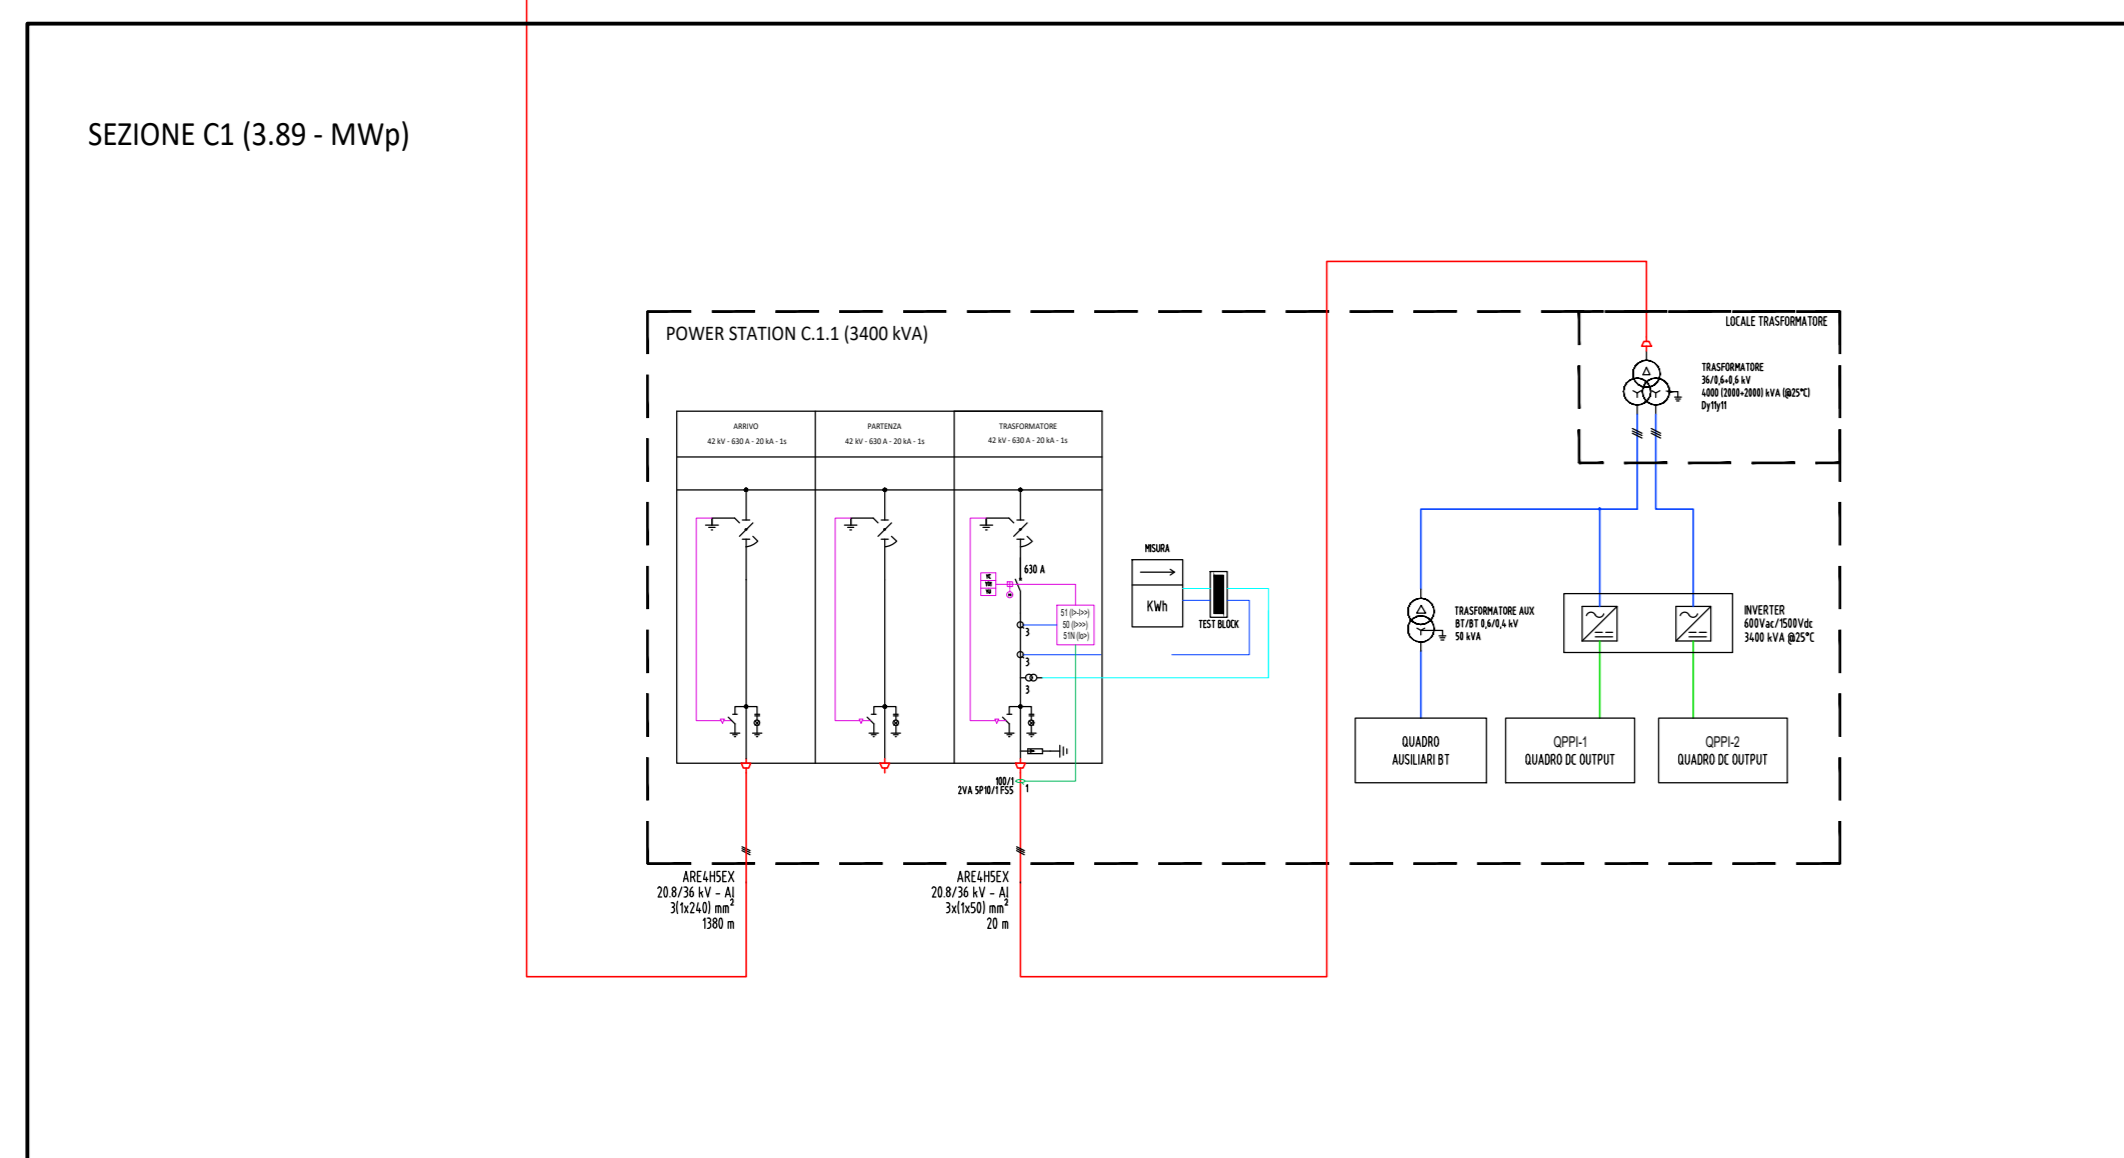 SEZIONE C1 (3.89 - MWp)
POWER STATION C.1.1 (3400 kVA)
LOCALE TRASFORMATORE
TRASFORMATORE
36/0,6+0,6 kV
4000 (2000+2000) kVA (@25°C)
Dy11y11
ARRIVO
42 kV - 630 A - 20 kA - 1s
PARTENZA
42 kV - 630 A - 20 kA - 1s
TRASFORMATORE
42 kV - 630 A - 20 kA - 1s
630 A
51 (I>-I>>)
50 (I>>>)
51N (Io>)
3
3
3
MISURA
KWh
TEST BLOCK
TRASFORMATORE AUX
BT/BT 0,6/0,4 kV
50 kVA
INVERTER
600Vac/1500Vdc
3400 kVA @25°C
QUADRO
AUSILIARI BT
QPPI-1
QUADRO DC OUTPUT
QPPI-2
QUADRO DC OUTPUT
100/1
2VA 5P10/1 FS5
1
ARE4H5EX
20.8/36 kV - Al
3(1x240) mm²
1380 m
ARE4H5EX
20.8/36 kV - Al
3x(1x50) mm²
20 m